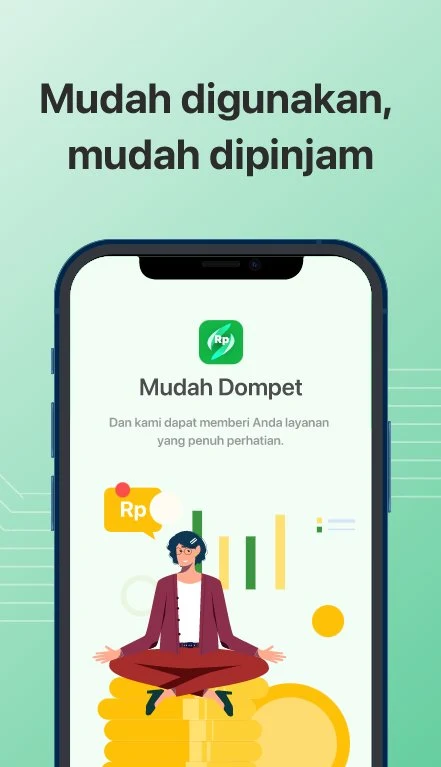 Mudah digunakan,
mudah dipinjam
Rp
Mudah Dompet
Dan kami dapat memberi Anda layanan
yang penuh perhatian.
Rp